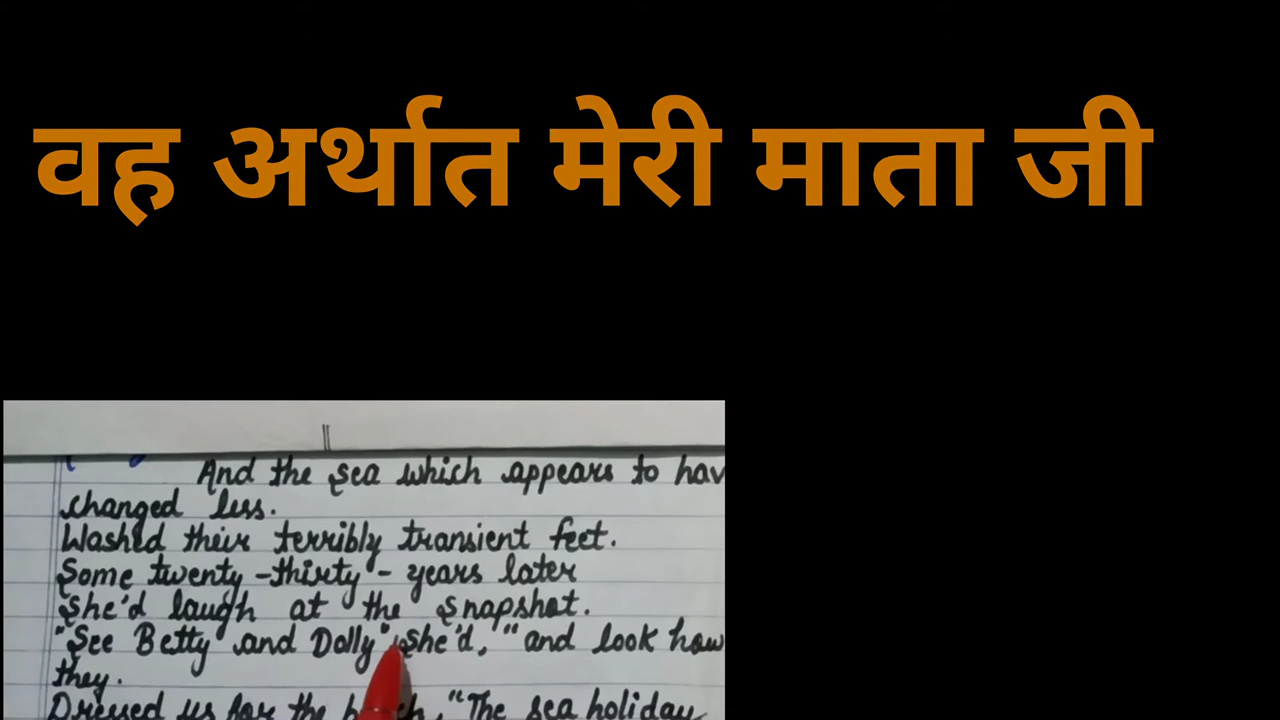 वह अर्थात मेरी माता जी
And the sea which appears to hav
changed less.
Washed their terribly transient feet.
Some twenty-thirty- years later
She'd laugh at the snapshot.
"See Betty and Dolly" she'd, "and look how
they.
Dressed us for the "The sea holiday